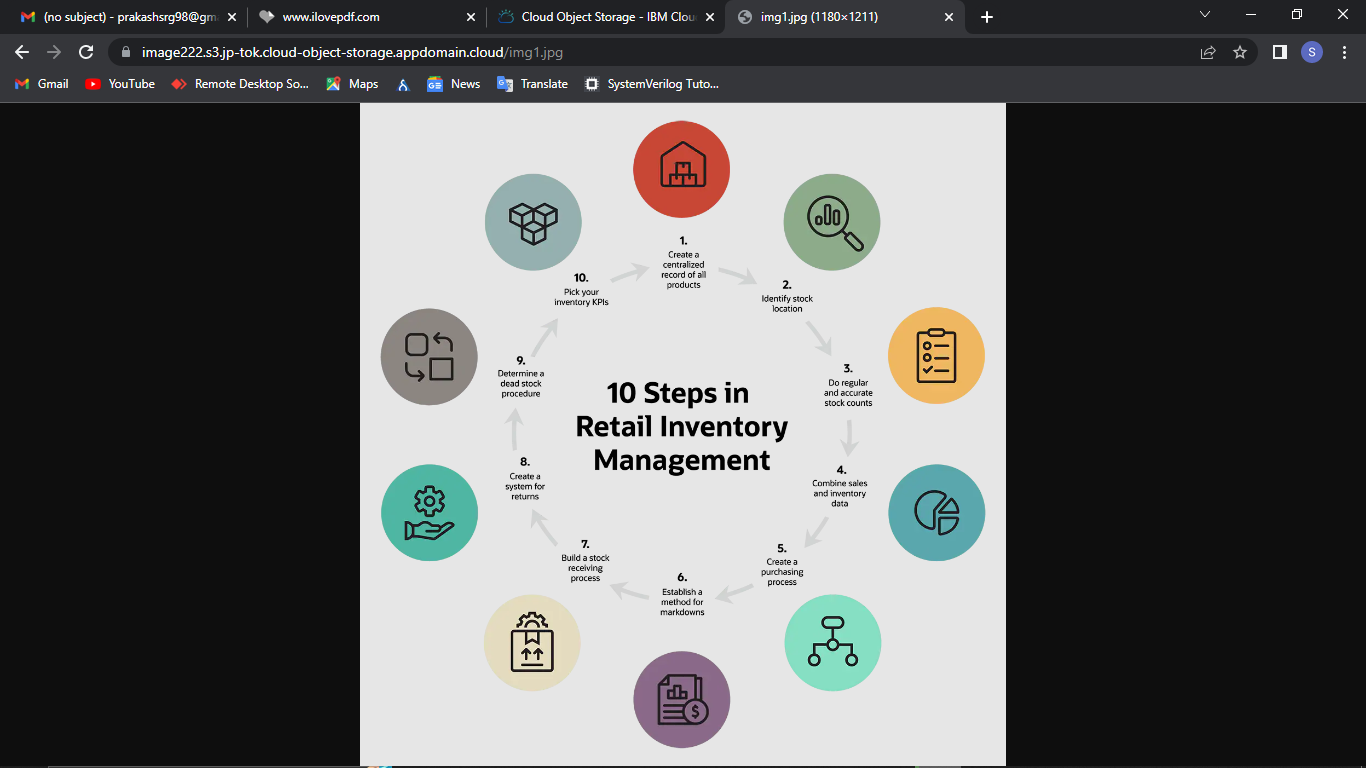 (no subject) - prakashsrg98@gm
www.ilovepdf.com
Cloud Object Storage - IBM Clou
img1.jpg (1180×1211)
image222.s3.jp-tok.cloud-object-storage.appdomain.cloud/img1.jpg
S
Gmail
YouTube
Remote Desktop So...
Maps
News
Translate
SystemVerilog Tuto...
1.
Create a
centralized
record of all
products
2.
Identify stock
location
3.
Do regular
and accurate
stock counts
4.
Combine sales
and inventory
data
5.
Create a
purchasing
process
6.
Establish a
method for
markdowns
7.
Build a stock
receiving
process
8.
Create a
system for
returns
9.
Determine a
dead stock
procedure
10.
Pick your
inventory KPIs
10 Steps in
Retail Inventory
Management
$